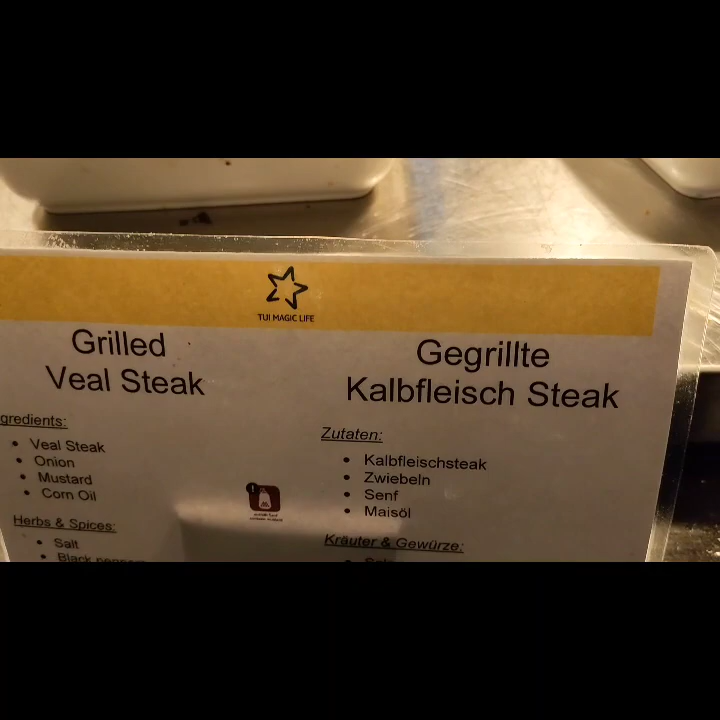 TUI MAGIC LIFE
Grilled
Veal Steak
gredients:
Veal Steak
Onion
Mustard
Corn Oil
Herbs & Spices:
Salt
Black
Gegrillte
Kalbfleisch Steak
Zutaten:
Kalbfleischsteak
Zwiebeln
Senf
Maisöl
Kräuter & Gewürze: